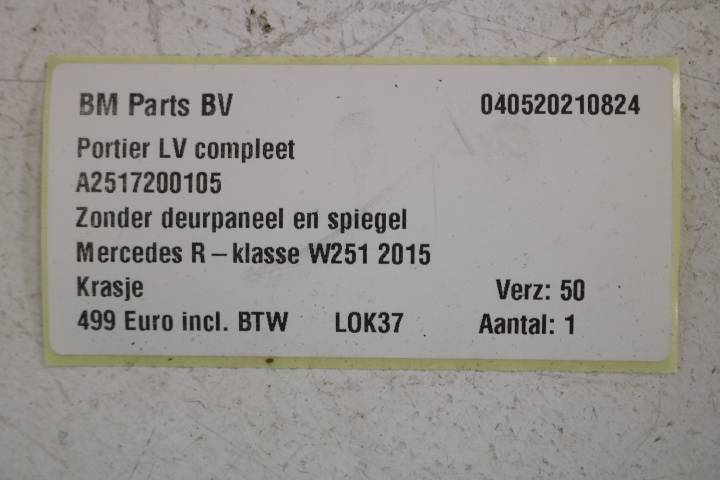 BM Parts BV 040520210824
Portier LV compleet
A2517200105
Zonder deurpaneel en spiegel
Mercedes R – klasse W251 2015
Krasje Verz: 50
499 Euro incl. BTW LOK37 Aantal: 1